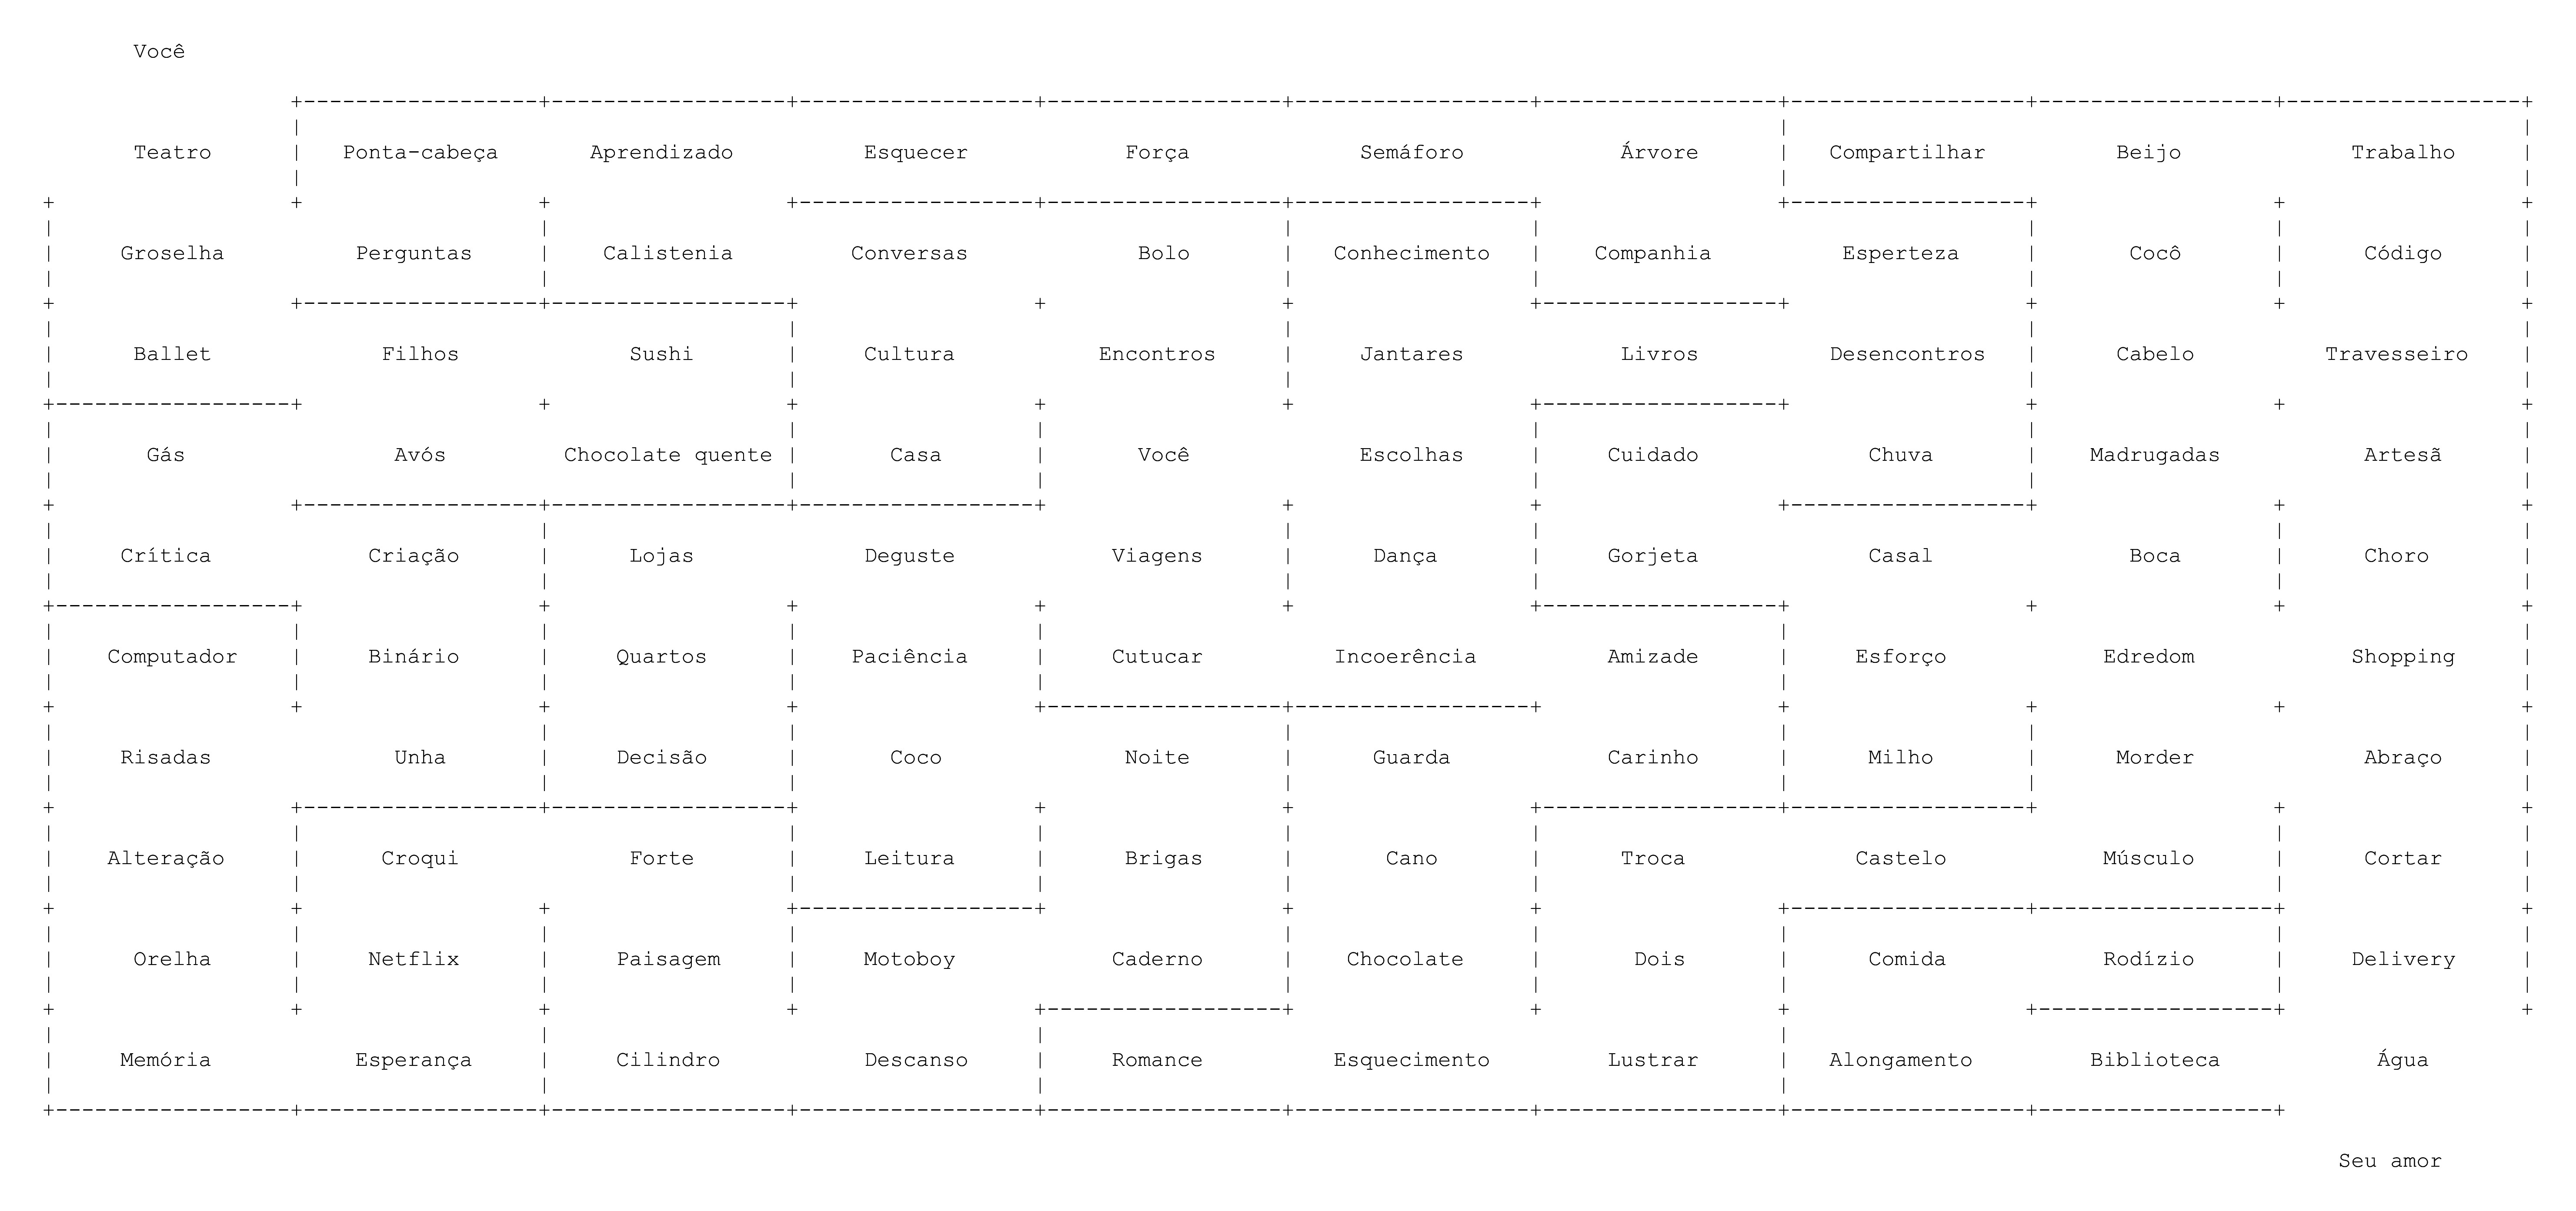 Você
Teatro Ponta-cabeça Aprendizado Esquecer Força Semáforo Árvore Compartilhar Beijo Trabalho
Groselha Perguntas Calistenia Conversas Bolo Conhecimento Companhia Esperteza Cocô Código
Ballet Filhos Sushi Cultura Encontros Jantares Livros Desencontros Cabelo Travesseiro
Gás Avós Chocolate quente Casa Você Escolhas Cuidado Chuva Madrugadas Artesã
Crítica Criação Lojas Deguste Viagens Dança Gorjeta Casal Boca Choro
Computador Binário Quartos Paciência Cutucar Incoerência Amizade Esforço Edredom Shopping
Risadas Unha Decisão Coco Noite Guarda Carinho Milho Morder Abraço
Alteração Croqui Forte Leitura Brigas Cano Troca Castelo Músculo Cortar
Orelha Netflix Paisagem Motoboy Caderno Chocolate Dois Comida Rodízio Delivery
Memória Esperança Cilindro Descanso Romance Esquecimento Lustrar Alongamento Biblioteca Água
Seu amor